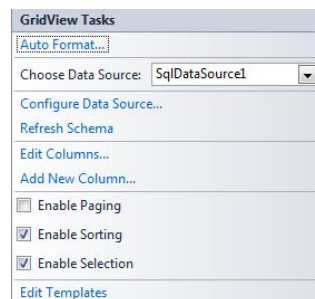 GridView Tasks
Auto Format...
Choose Data Source: SqlDataSource1
Configure Data Source...
Refresh Schema
Edit Columns...
Add New Column...
Enable Paging
Enable Sorting
Enable Selection
Edit Templates